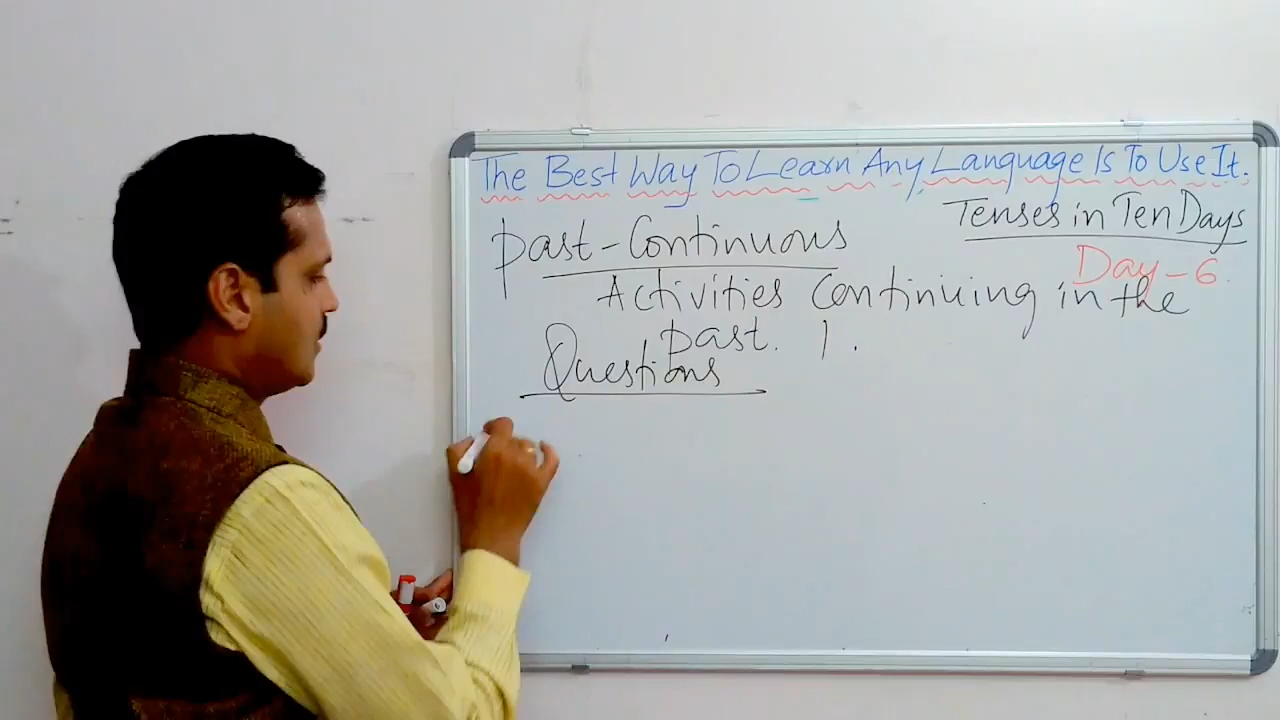 The Best Way To Learn Any Language Is To Use It.
Tenses in Ten Days
Past-Continuous
Day-6.
Activities Continuing in the
past. 1.
Questions